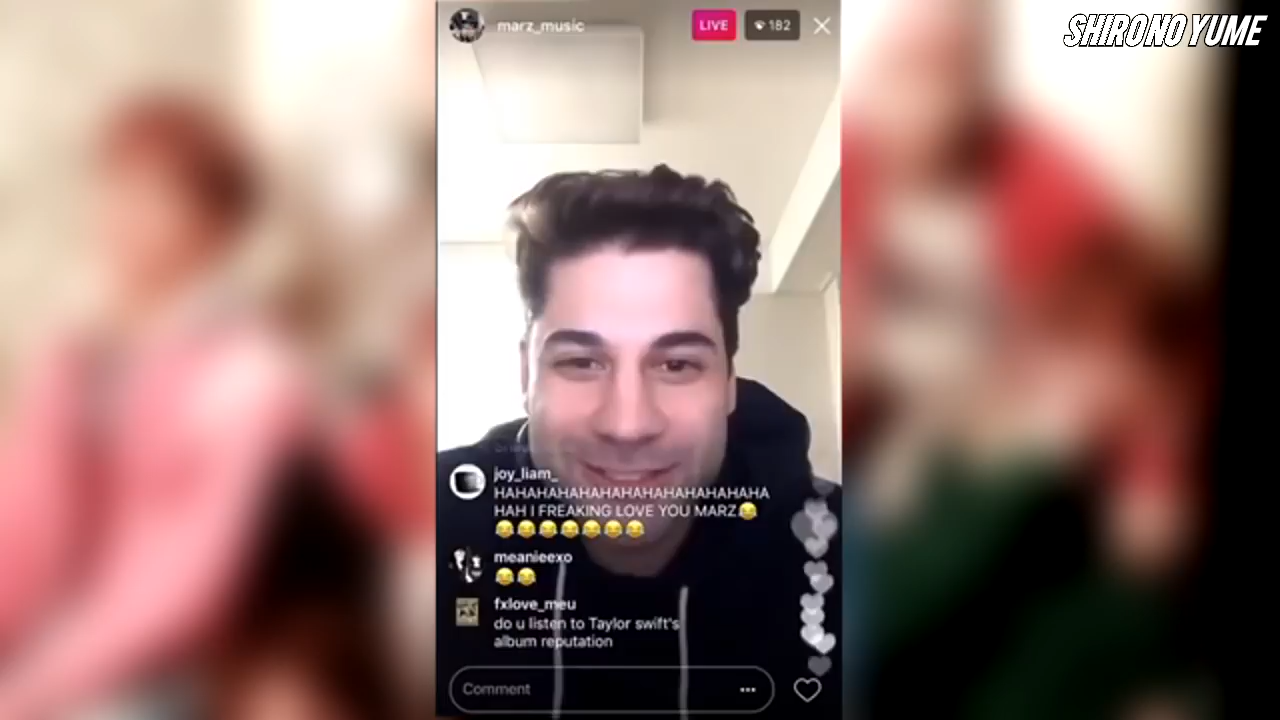 marz_music
LIVE
182
SHIRONO YUME
joy_liam_
HAHAHAHAHAHAHAHAHAHAHAHAHA
HAH I FREAKING LOVE YOU MARZ😂
😂😂😂😂😂😂😂
meanieexo
😂😂
fxlove_meu
do u listen to Taylor swift's
album reputation
Comment